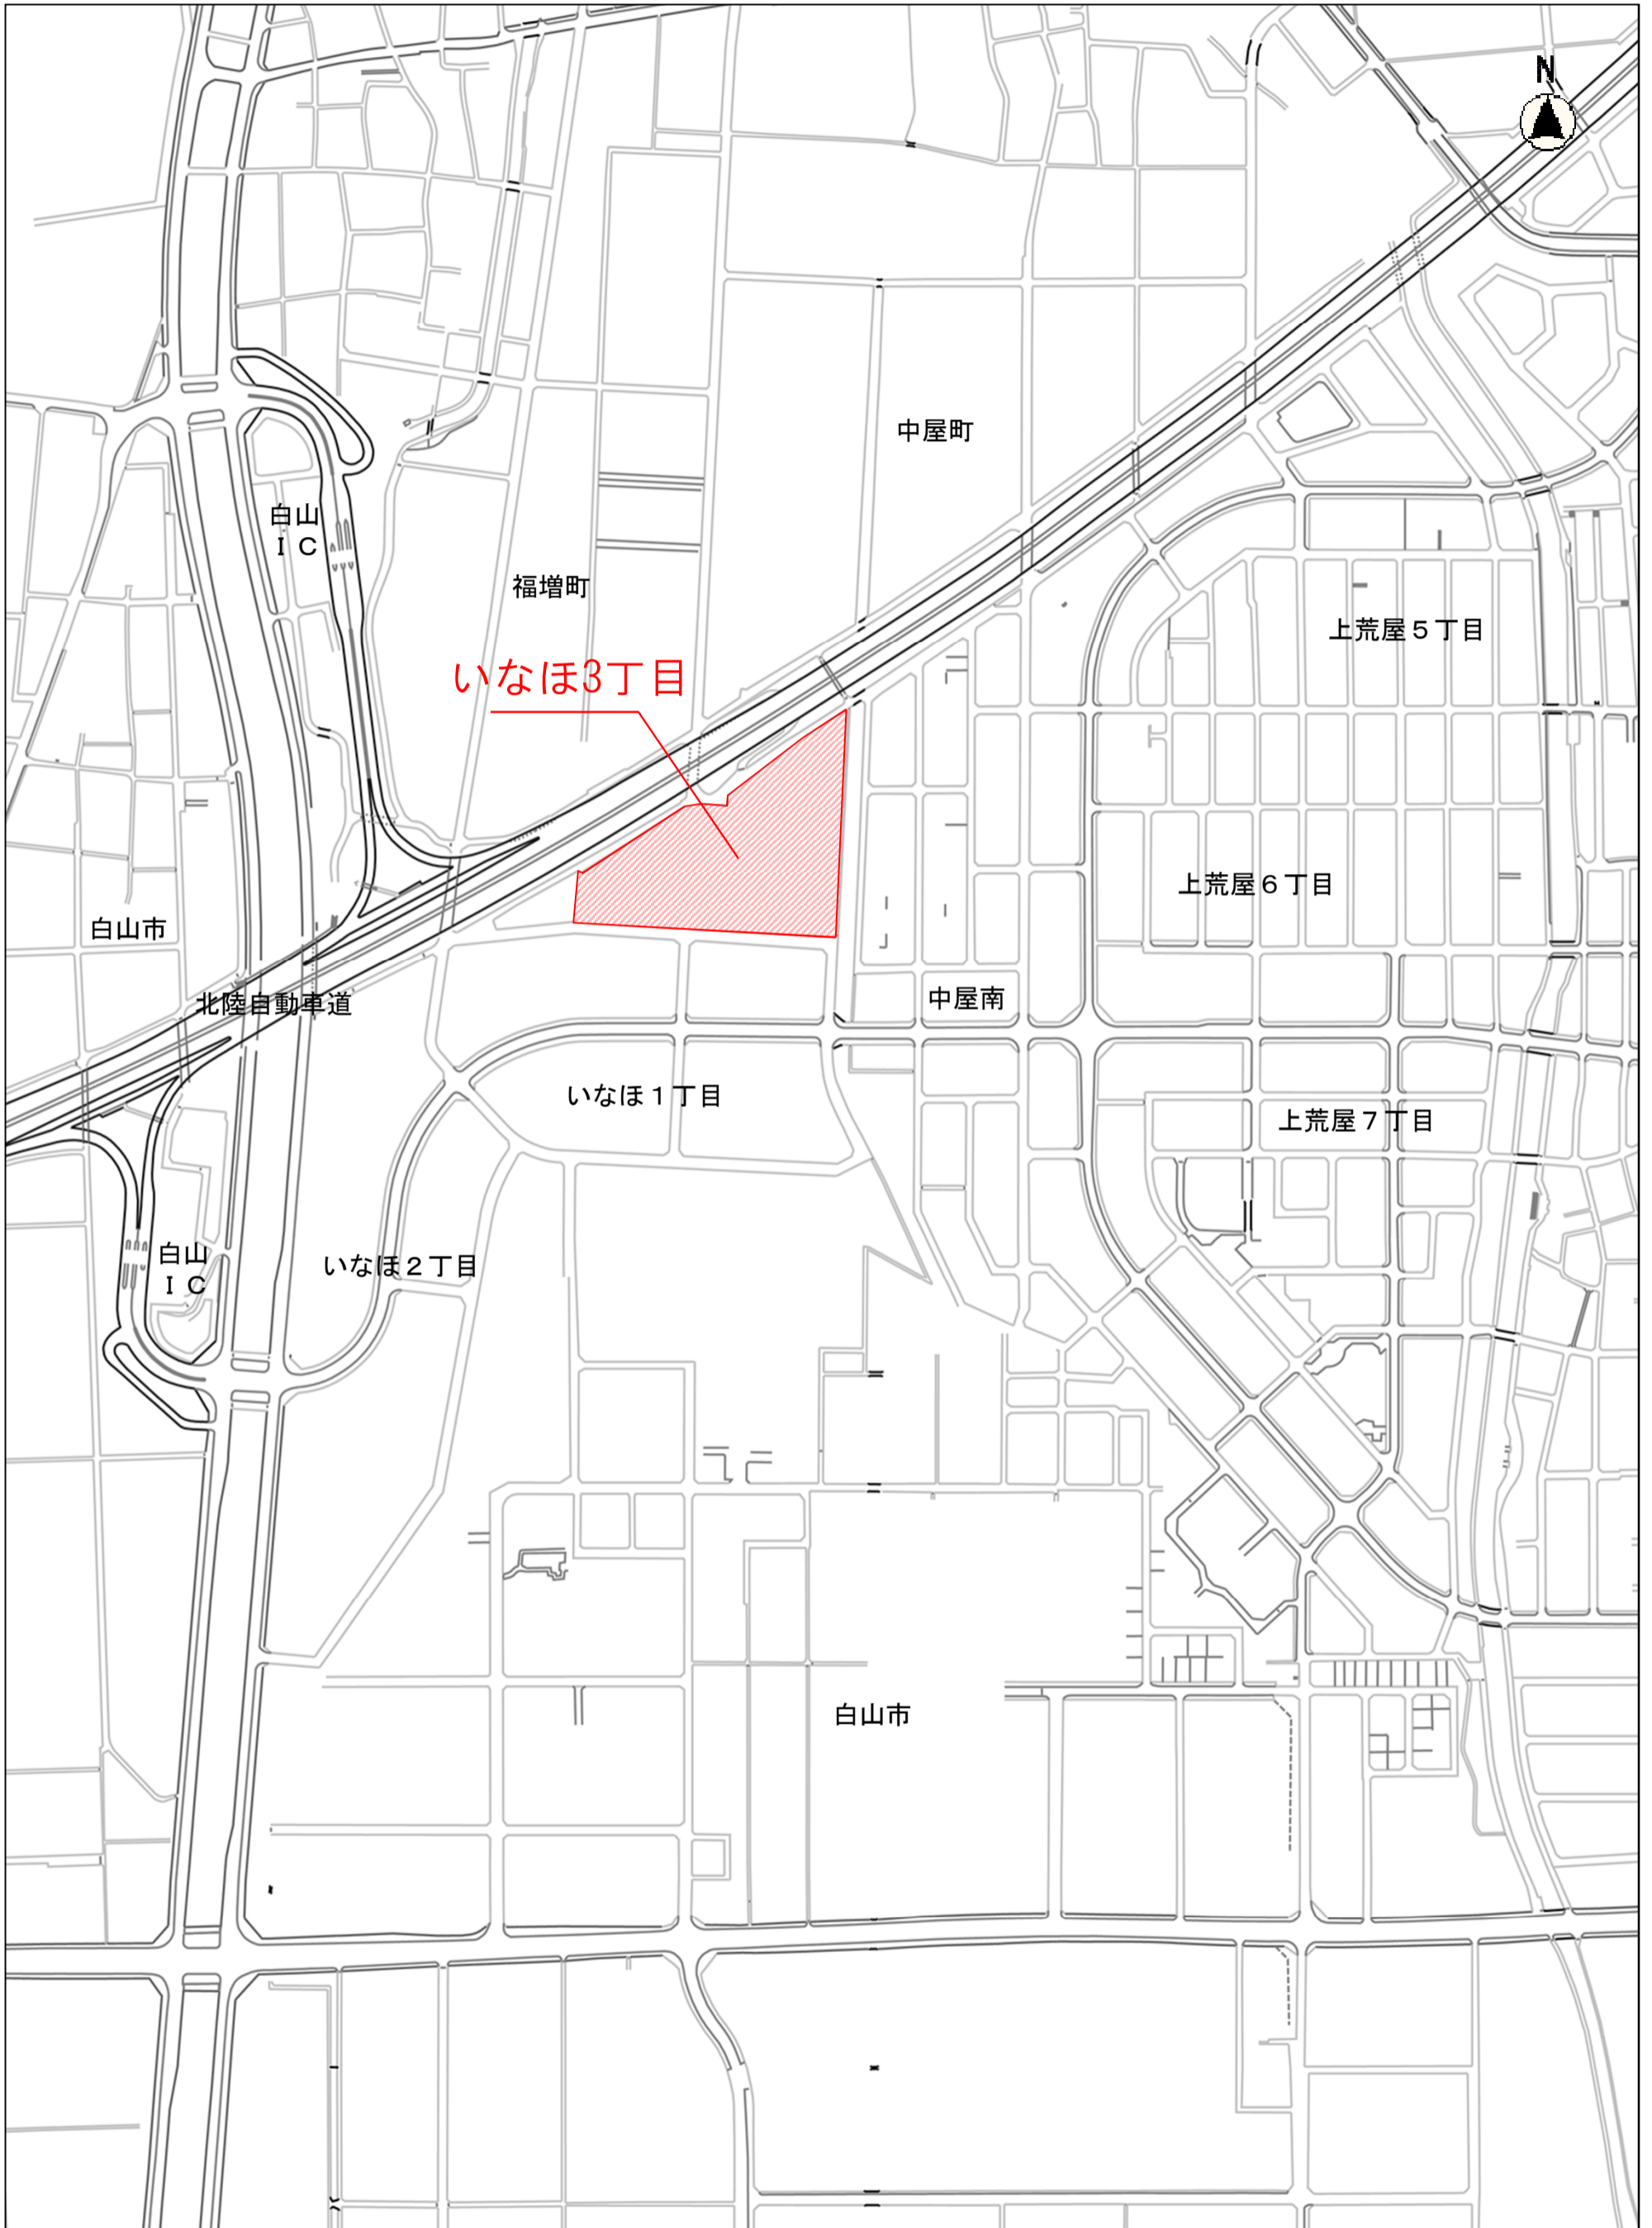 N
中屋町
白山
ＩＣ
福増町
上荒屋５丁目
いなほ3丁目
上荒屋６丁目
白山市
中屋南
北陸自動車道
いなほ１丁目
上荒屋７丁目
白山
ＩＣ
いなほ２丁目
白山市